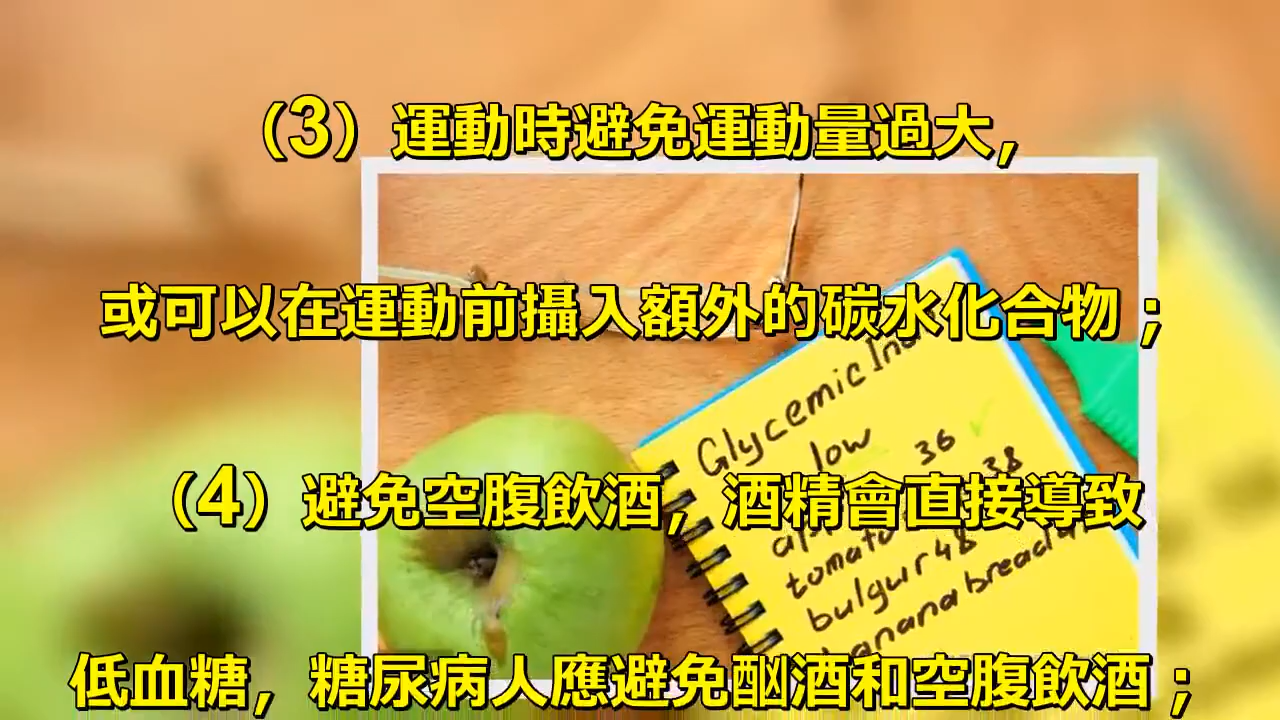 （3）運動時避免運動量過大，
或可以在運動前攝入額外的碳水化合物；
（4）避免空腹飲酒，酒精會直接導致
低血糖，糖尿病人應避免酗酒和空腹飲酒；
Glycemic
low
36
38
tomato
bulgur 48
banana bread